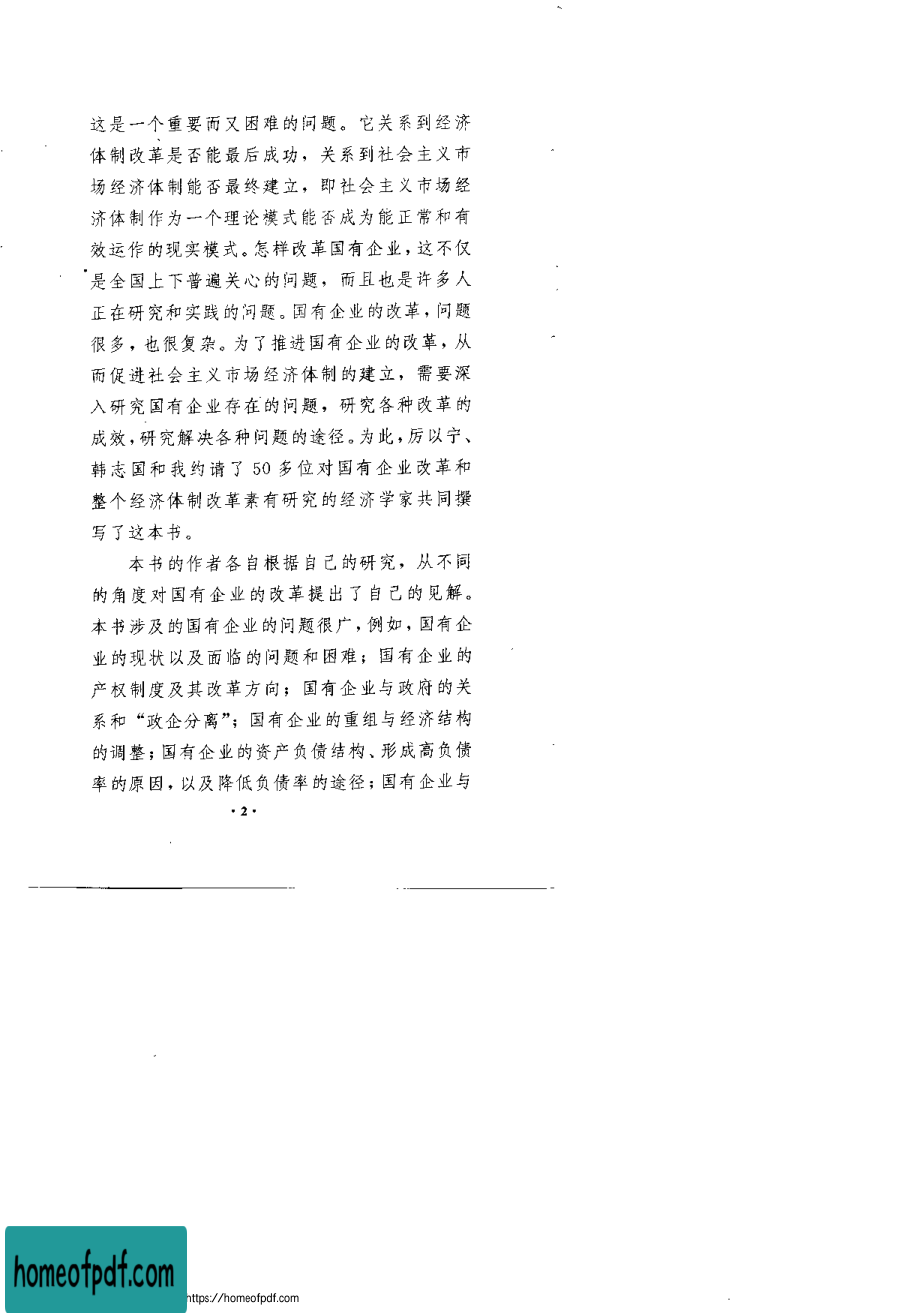 这是一个重要而又困难的问题。它关系到经济
体制改革是否能最后成功，关系到社会主义市
场经济体制能否最终建立，即社会主义市场经
济体制作为一个理论模式能否成为能正常和有
效运作的现实模式。怎样改革国有企业，这不仅
是全国上下普遍关心的问题，而且也是许多人
正在研究和实践的问题。国有企业的改革，问题
很多，也很复杂。为了推进国有企业的改革，从
而促进社会主义市场经济体制的建立，需要深
入研究国有企业存在的问题，研究各种改革的
成效，研究解决各种问题的途径。为此，厉以宁、
韩志国和我约请了 50 多位对国有企业改革和
整个经济体制改革素有研究的经济学家共同撰
写了这本书。
本书的作者各自根据自己的研究，从不同
的角度对国有企业的改革提出了自己的见解。
本书涉及的国有企业的问题很广，例如，国有企
业的现状以及面临的问题和困难；国有企业的
产权制度及其改革方向；国有企业与政府的关
系和“政企分离”；国有企业的重组与经济结构
的调整；国有企业的资产负债结构、形成高负债
率的原因，以及降低负债率的途径；国有企业与
·2·
homeofpdf.com
https://homeofpdf.com